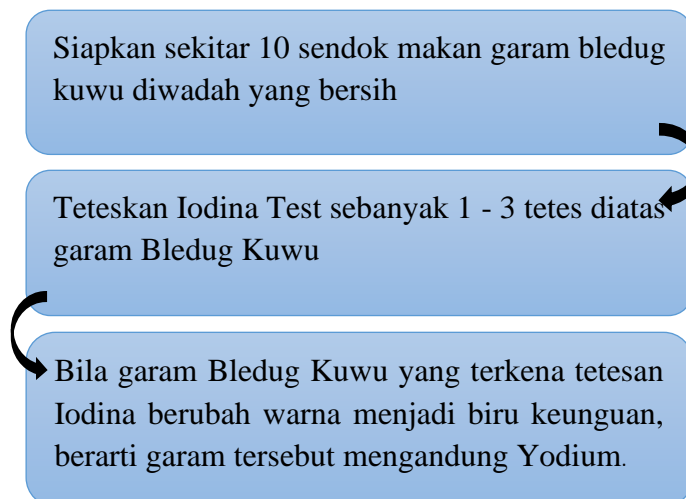 Siapkan sekitar 10 sendok makan garam bledug
kuwu diwadah yang bersih
Teteskan Iodina Test sebanyak 1 - 3 tetes diatas
garam Bledug Kuwu
Bila garam Bledug Kuwu yang terkena tetesan
Iodina berubah warna menjadi biru keunguan,
berarti garam tersebut mengandung Yodium.